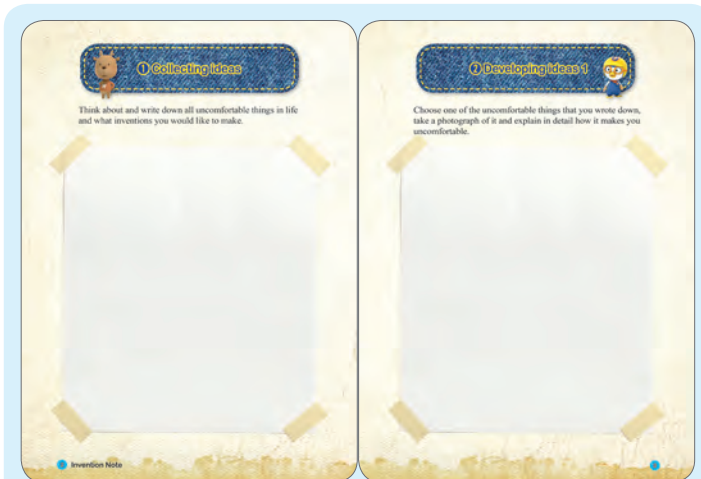 ① Collecting ideas
Think about and write down all uncomfortable things in life
and what inventions you would like to make.
Invention Note
② Developing ideas 1
Choose one of the uncomfortable things that you wrote down,
take a photograph of it and explain in detail how it makes you
uncomfortable.